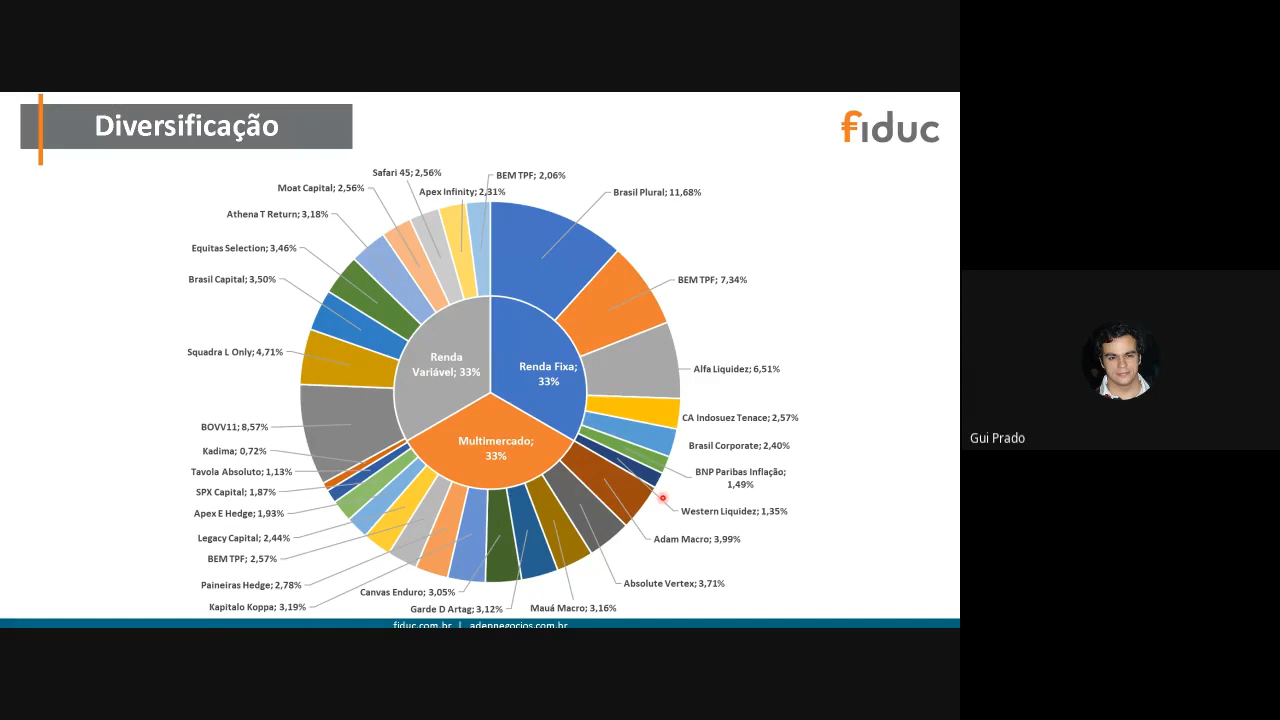 Diversificação
fiduc
Safari 45; 2,56%
BEM TPF; 2,06%
Moat Capital; 2,56%
Apex Infinity; 2,31%
Brasil Plural; 11,68%
Athena T Return; 3,18%
Equitas Selection; 3,46%
Brasil Capital; 3,50%
BEM TPF; 7,34%
Squadra L Only; 4,71%
Renda
Variável; 33%
Renda Fixa;
33%
Alfa Liquidez; 6,51%
CA Indosuez Tenace; 2,57%
BOVV11; 8,57%
Multimercado;
33%
Brasil Corporate; 2,40%
Kadima; 0,72%
Tavola Absoluto; 1,13%
BNP Paribas Inflação;
1,49%
SPX Capital; 1,87%
Apex E Hedge; 1,93%
Western Liquidez; 1,35%
Legacy Capital; 2,44%
Adam Macro; 3,99%
BEM TPF; 2,57%
Paineiras Hedge; 2,78%
Absolute Vertex; 3,71%
Canvas Enduro; 3,05%
Kapitalo Koppa; 3,19%
Garde D Artag; 3,12%
Mauá Macro; 3,16%
fiduc.com.br | adennegocios.com.br
Gui Prado